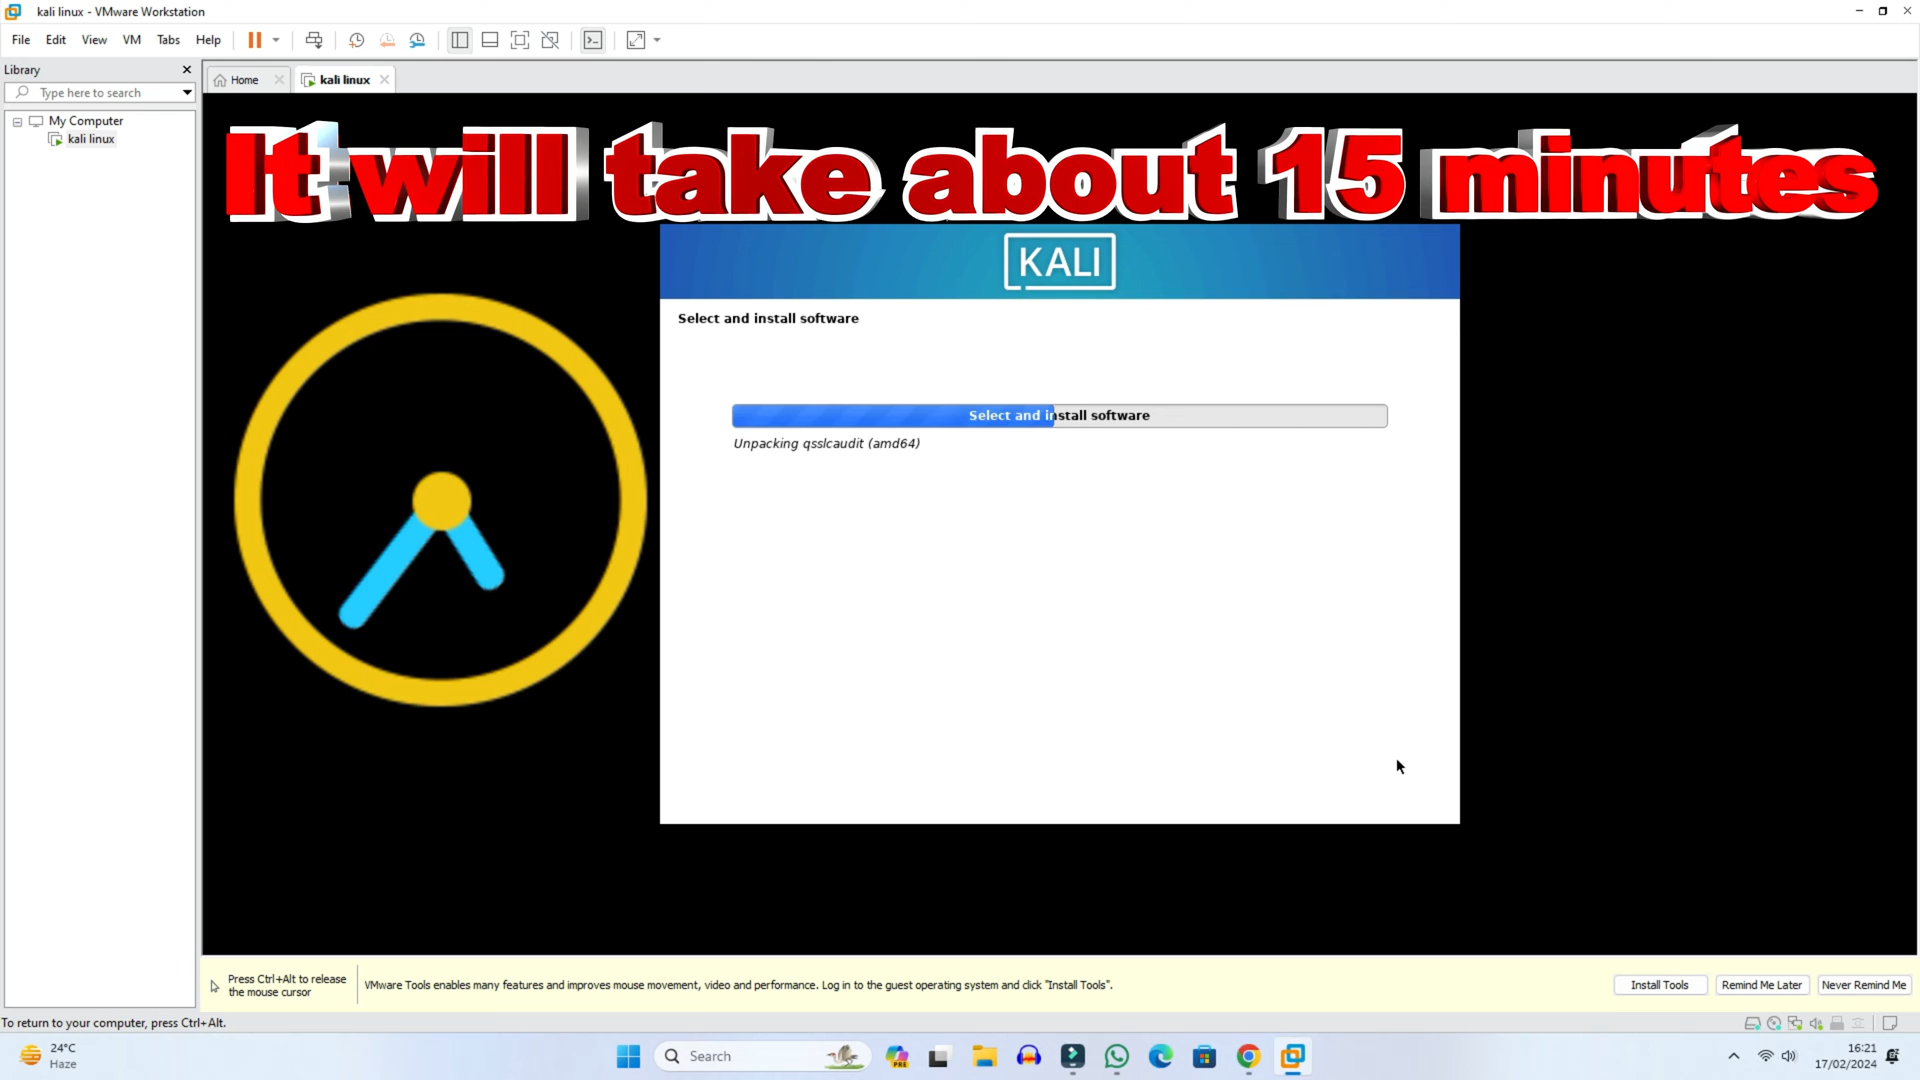 kali linux - VMware Workstation
File Edit View VM Tabs Help
Library
Type here to search
My Computer
kali linux
Home
kali linux
It will take about 15 minutes
KALI
Select and install software
Select and install software
Unpacking qsslcaudit (amd64)
Press Ctrl+Alt to release
the mouse cursor
VMware Tools enables many features and improves mouse movement, video and performance. Log in to the guest operating system and click "Install Tools".
Install Tools
Remind Me Later
Never Remind Me
To return to your computer, press Ctrl+Alt.
24°C
Haze
Search
PRE
16:21
17/02/2024